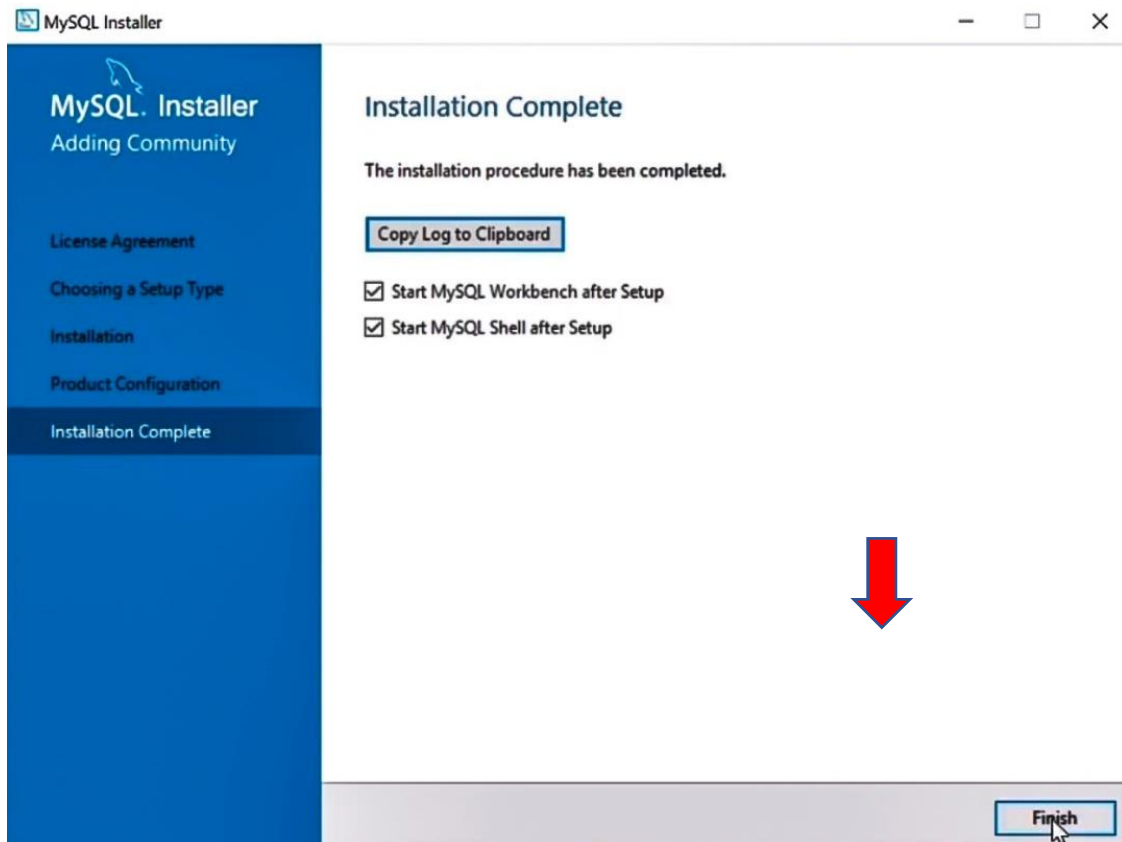 MySQL Installer
MySQL. Installer
Adding Community
License Agreement
Choosing a Setup Type
Installation
Product Configuration
Installation Complete
Installation Complete
The installation procedure has been completed.
Copy Log to Clipboard
Start MySQL Workbench after Setup
Start MySQL Shell after Setup
Finish